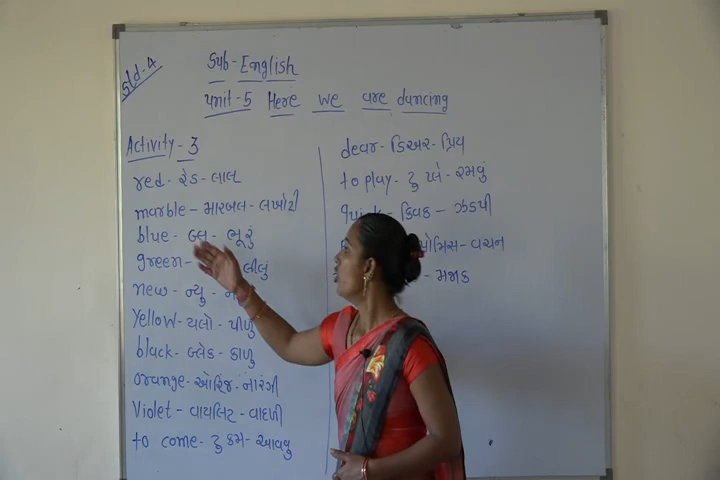 Std. 4
Sub- English
Unit-5 Here we are dancing
Activity-3
red- રેડ- લાલ
marble- મારબલ- લખોટી
blue- બ્લુ- ભૂરું
green- લીલું
new- ન્યુ-
Yellow- યલો- પીળું
black- બ્લેક- કાળુ
orange- ઓરિંજ- નારંગી
Violet- વાયલિટ- વાદળી
to come- ટુ કમ- આવવુ
dear- ડિઅર- પ્રિય
to play- ટુ પ્લે- રમવું
quick- ક્વિક- ઝડપી
વચન
મજાક